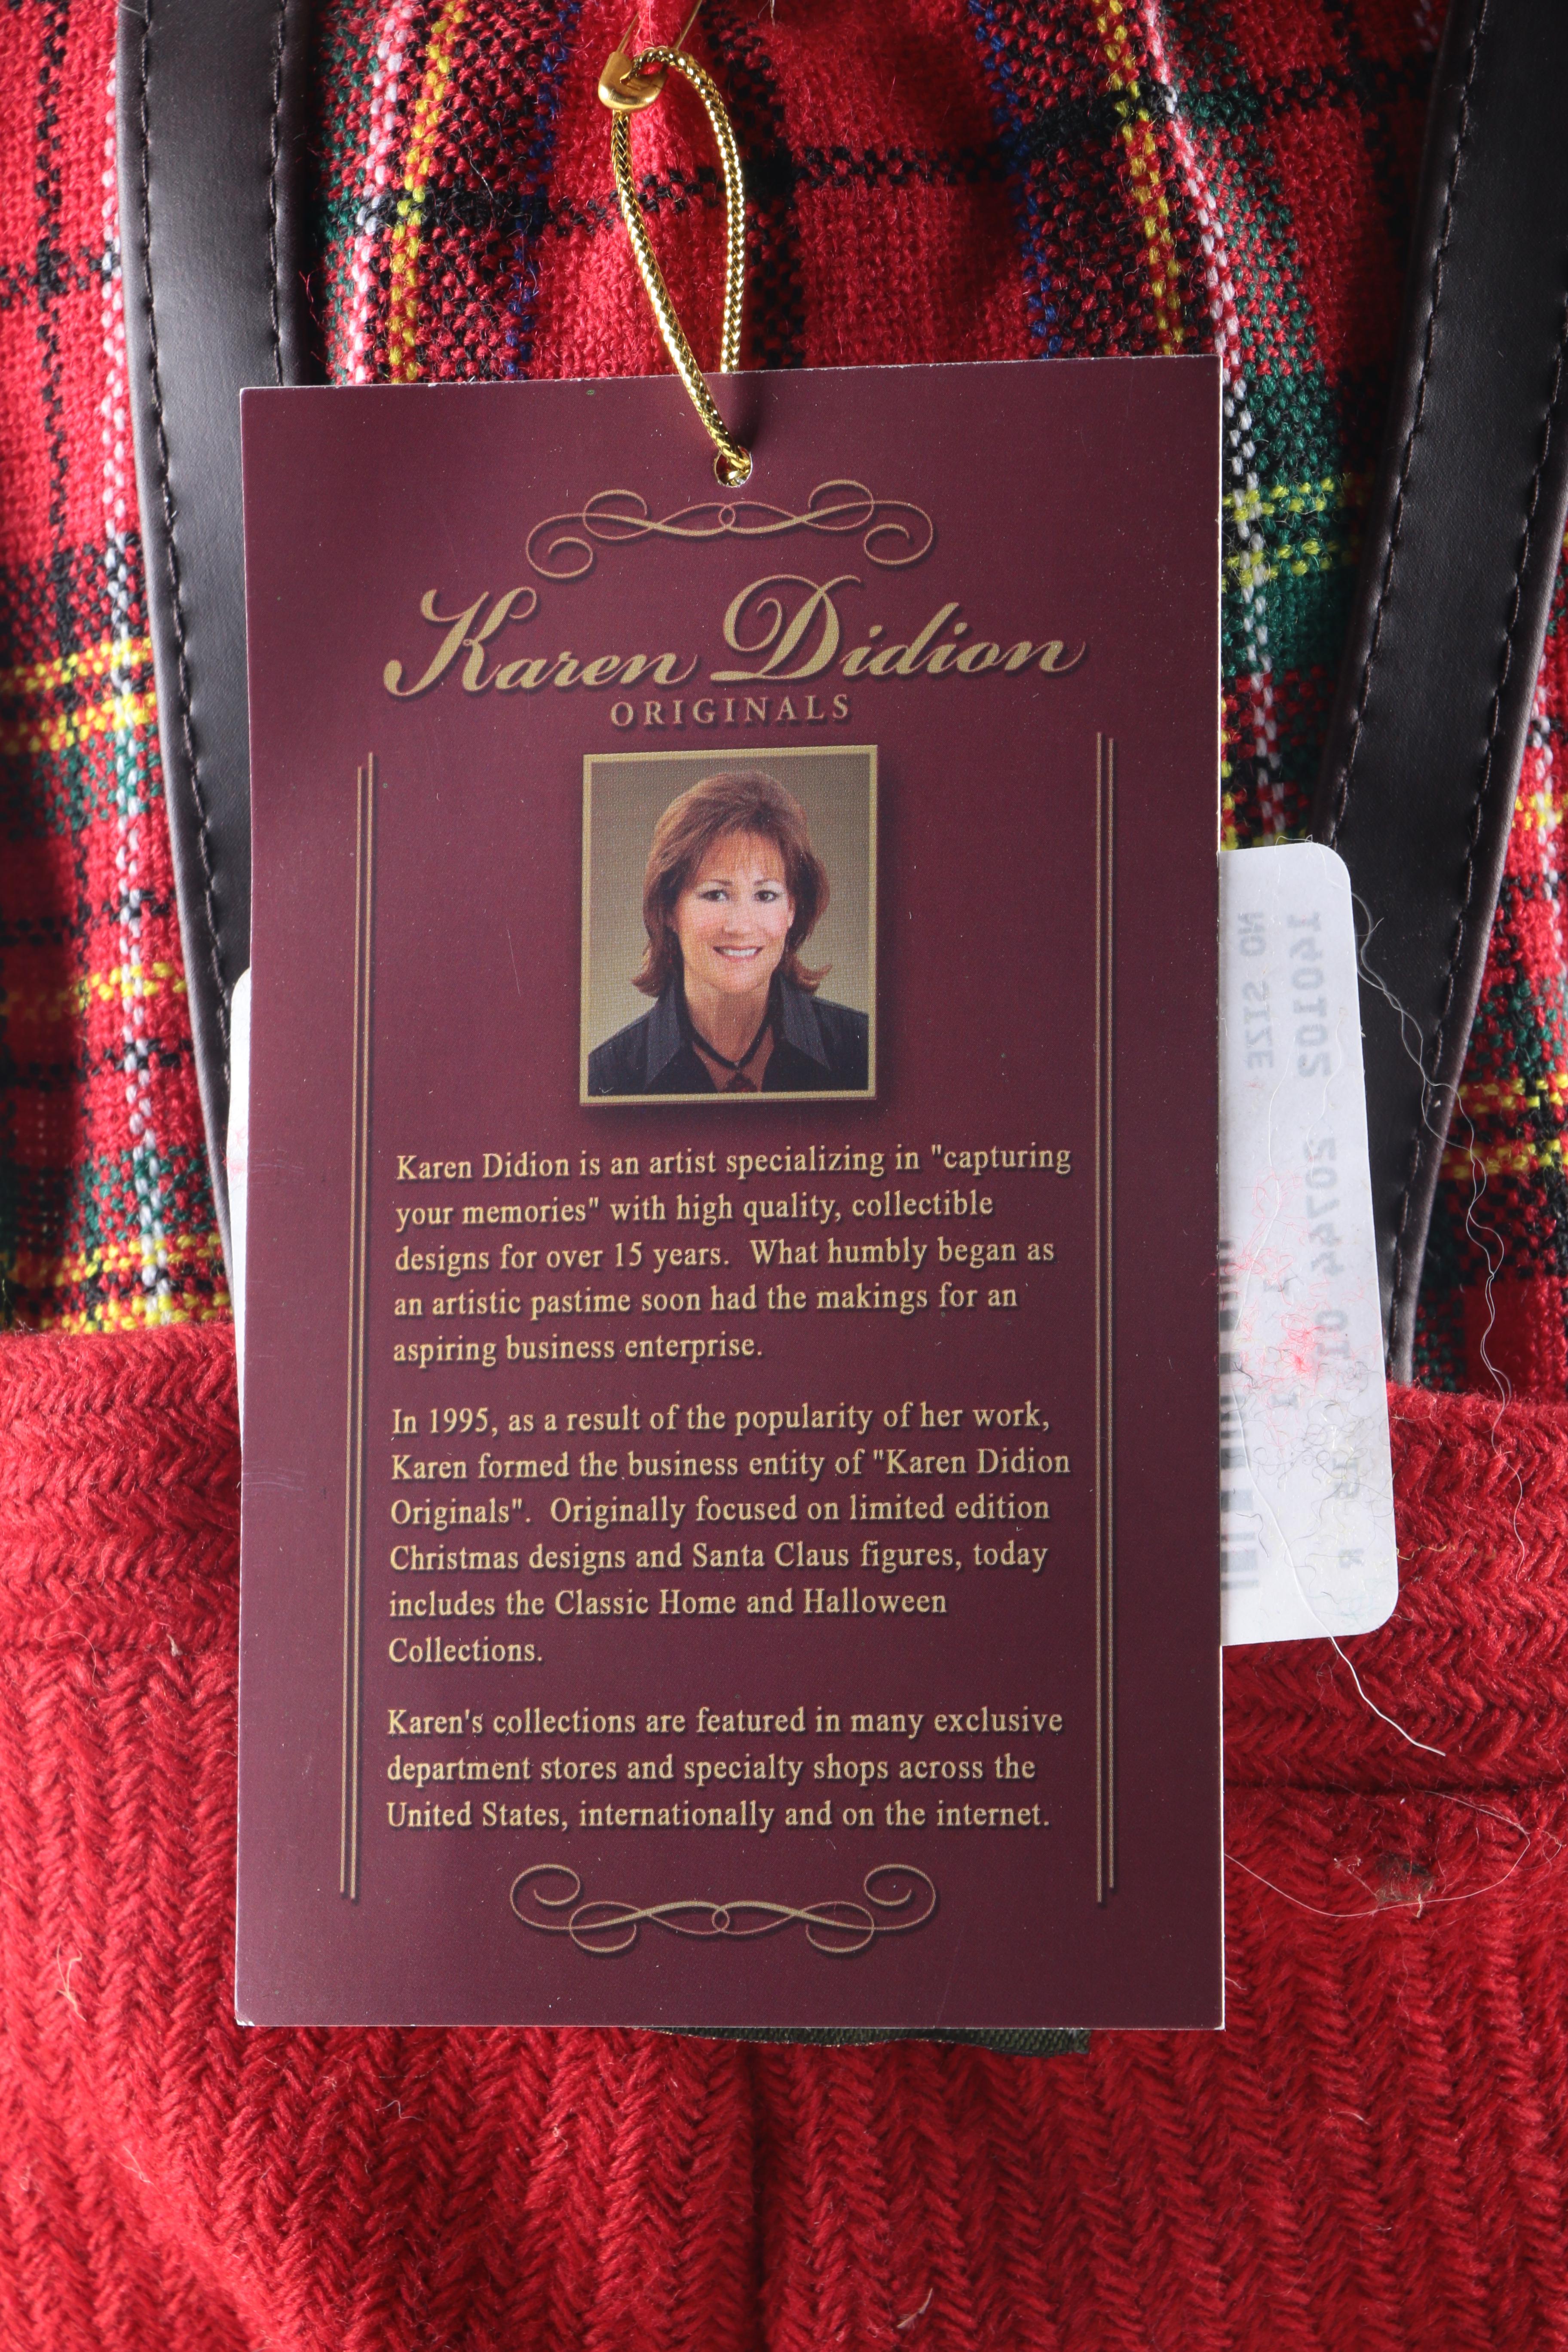 Karen Didion
ORIGINALS
Karen Didion is an artist specializing in "capturing
your memories" with high quality, collectible
designs for over 15 years.  What humbly began as
an artistic pastime soon had the makings for an
aspiring business enterprise.
In 1995, as a result of the popularity of her work,
Karen formed the business entity of "Karen Didion
Originals".  Originally focused on limited edition
Christmas designs and Santa Claus figures, today
includes the Classic Home and Halloween
Collections.
Karen's collections are featured in many exclusive
department stores and specialty shops across the
United States, internationally and on the internet.
140102 20744 01
NO SIZE